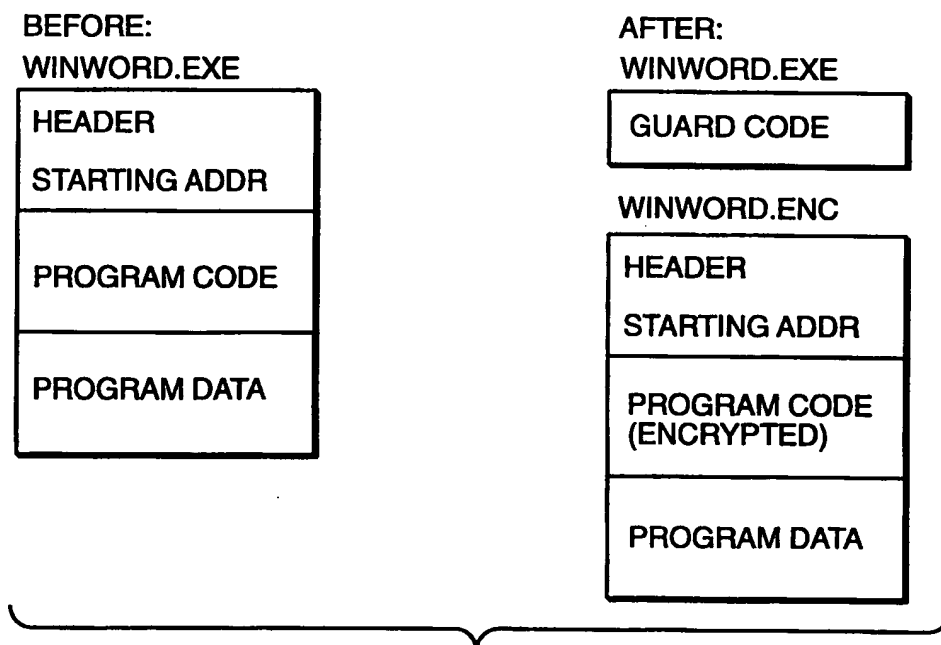 BEFORE:
WINWORD.EXE
HEADER
STARTING ADDR
PROGRAM CODE
PROGRAM DATA
AFTER:
WINWORD.EXE
GUARD CODE
WINWORD.ENC
HEADER
STARTING ADDR
PROGRAM CODE
(ENCRYPTED)
PROGRAM DATA